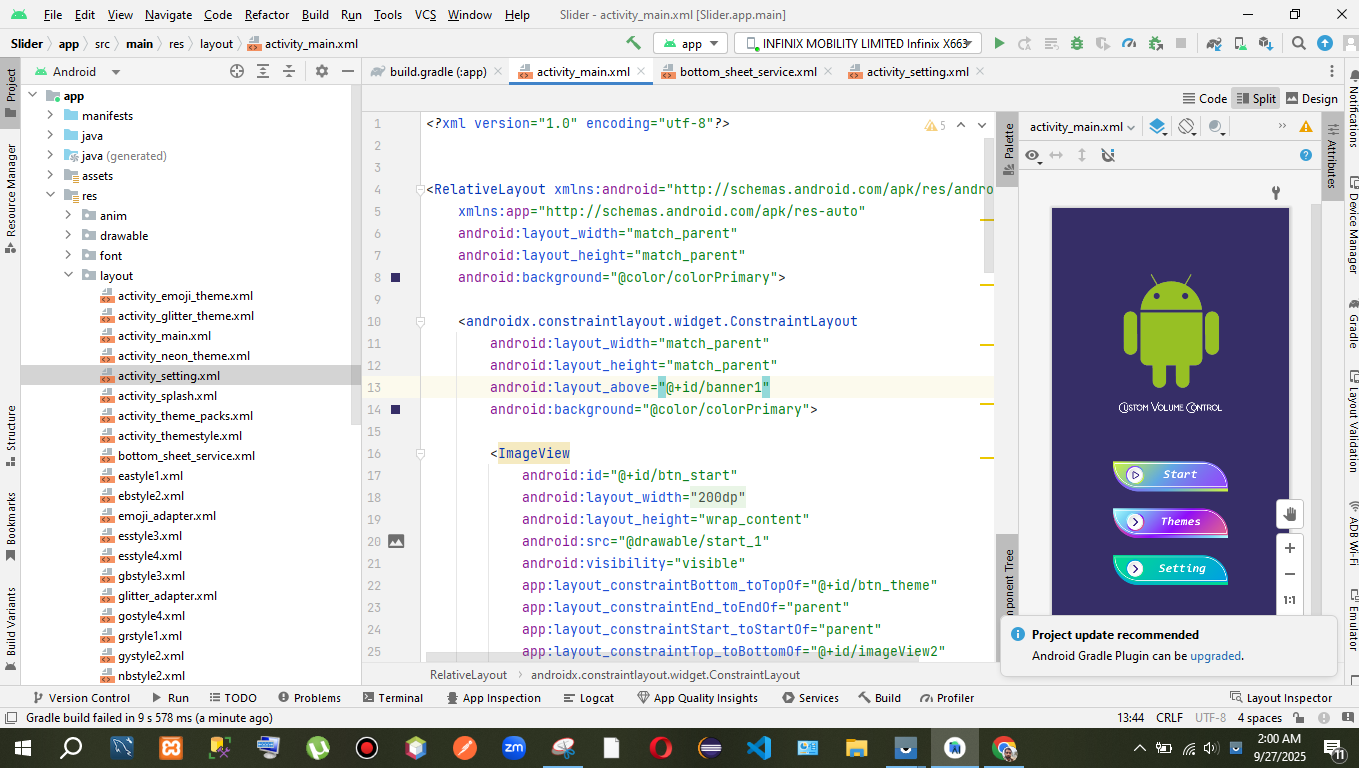 File Edit View Navigate Code Refactor Build Run Tools VCS Window Help Slider - activity_main.xml [Slider.app.main]
Slider app src main res layout activity_main.xml app INFINIX MOBILITY LIMITED Infinix X663
Android
build.gradle (:app) activity_main.xml bottom_sheet_service.xml activity_setting.xml
Code Split Design
Project
Resource Manager
Structure
Bookmarks
Build Variants
app
manifests
java
java (generated)
assets
res
anim
drawable
font
layout
activity_emoji_theme.xml
activity_glitter_theme.xml
activity_main.xml
activity_neon_theme.xml
activity_setting.xml
activity_splash.xml
activity_theme_packs.xml
activity_themestyle.xml
bottom_sheet_service.xml
eastyle1.xml
ebstyle2.xml
emoji_adapter.xml
esstyle3.xml
esstyle4.xml
gbstyle3.xml
glitter_adapter.xml
gostyle4.xml
grstyle1.xml
gystyle2.xml
nbstyle2.xml
1 <?xml version="1.0" encoding="utf-8"?>
2
3
4 <RelativeLayout xmlns:android="http://schemas.android.com/apk/res/andro
5 xmlns:app="http://schemas.android.com/apk/res-auto"
6 android:layout_width="match_parent"
7 android:layout_height="match_parent"
8 android:background="@color/colorPrimary">
9
10 <androidx.constraintlayout.widget.ConstraintLayout
11 android:layout_width="match_parent"
12 android:layout_height="match_parent"
13 android:layout_above="@+id/banner1"
14 android:background="@color/colorPrimary">
15
16 <ImageView
17 android:id="@+id/btn_start"
18 android:layout_width="200dp"
19 android:layout_height="wrap_content"
20 android:src="@drawable/start_1"
21 android:visibility="visible"
22 app:layout_constraintBottom_toTopOf="@+id/btn_theme"
23 app:layout_constraintEnd_toEndOf="parent"
24 app:layout_constraintStart_toStartOf="parent"
25 app:layout_constraintTop_toBottomOf="@+id/imageView2"
5
RelativeLayout androidx.constraintlayout.widget.ConstraintLayout
Palette
activity_main.xml
Custom Volume Control
Start
Themes
Setting
1:1
Attributes
Notifications
Device Manager
Gradle
Layout Validation
ADB Wi-Fi
Emulator
Project update recommended
Android Gradle Plugin can be upgraded.
Version Control Run TODO Problems Terminal App Inspection Logcat App Quality Insights Services Build Profiler Layout Inspector
Gradle build failed in 9 s 578 ms (a minute ago) 13:44 CRLF UTF-8 4 spaces
zm
2:00 AM
9/27/2025
11